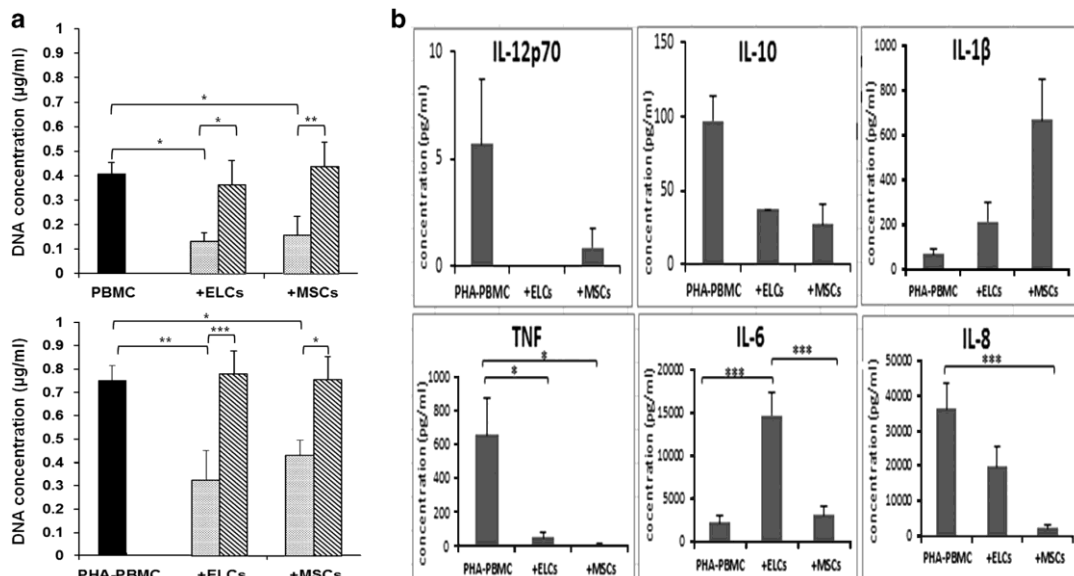 a
DNA concentration (µg/ml)
1
0.9
0.8
0.7
0.6
0.5
0.4
0.3
0.2
0.1
0
*
*
*
**
PBMC +ELCs +MSCs
DNA concentration (µg/ml)
1
0.9
0.8
0.7
0.6
0.5
0.4
0.3
0.2
0.1
0
*
**
***
*
PHA-PBMC +ELCs +MSCs
b
IL-12p70
concentration (pg/ml)
10
5
0
PHA-PBMC +ELCs +MSCs
IL-10
concentration (pg/ml)
150
100
50
0
PHA-PBMC +ELCs +MSCs
IL-1β
concentration (pg/ml)
1000
800
600
400
200
0
PHA-PBMC +ELCs +MSCs
TNF
concentration (pg/ml)
1000
800
600
400
200
0
*
*
PHA-PBMC +ELCs +MSCs
IL-6
cocentration (pg/ml)
20000
15000
10000
5000
0
***
***
PHA-PBMC +ELCs +MSCs
IL-8
concentration (pg/ml)
50000
40000
30000
20000
10000
0
***
PHA-PBMC +ELCs +MSCs